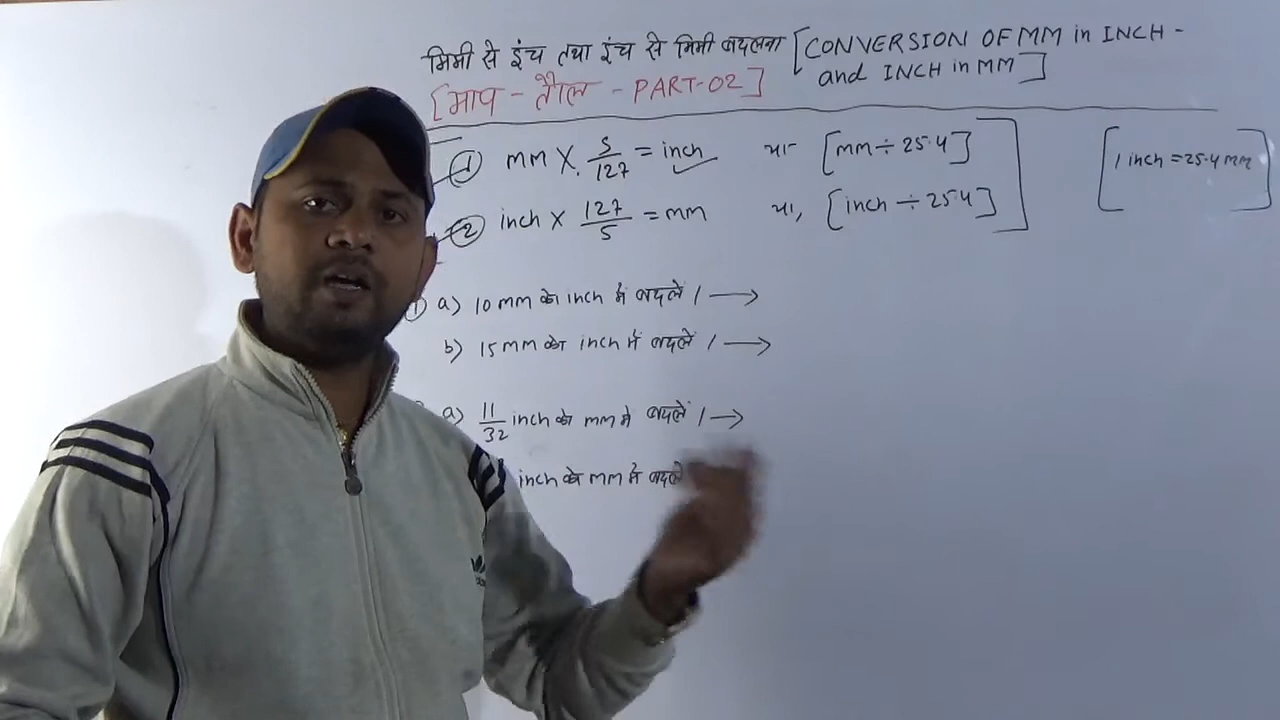 मिमी से इंच तथा इंच से मिमी बदलना [CONVERSION OF MM in INCH -
and INCH in MM]
[माप - तौल - PART-02]
① mm X 5/127 = inch या [mm ÷ 25.4]
[1 inch = 25.4 mm]
② inch X 127/5 = mm या, [inch ÷ 25.4]
① a) 10 mm को inch में बदलें। →
b) 15 mm को inch में बदलें। →
a) 11/32 inch को mm में बदलें। →
inch को mm में बदलें